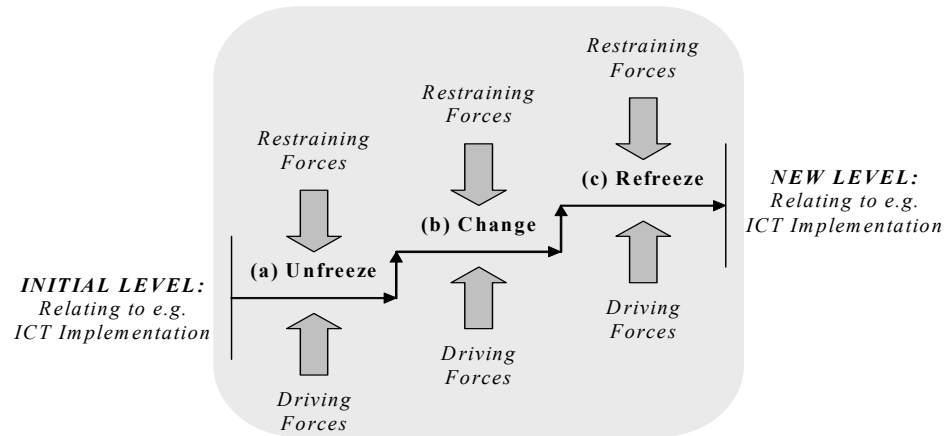 Restraining
Forces
Restraining
Forces
Restraining
Forces
(c) Refreeze
NEW LEVEL:
Relating to e.g.
ICT Implementation
(b) Change
(a) Unfreeze
INITIAL LEVEL:
Relating to e.g.
ICT Implementation
Driving
Forces
Driving
Forces
Driving
Forces